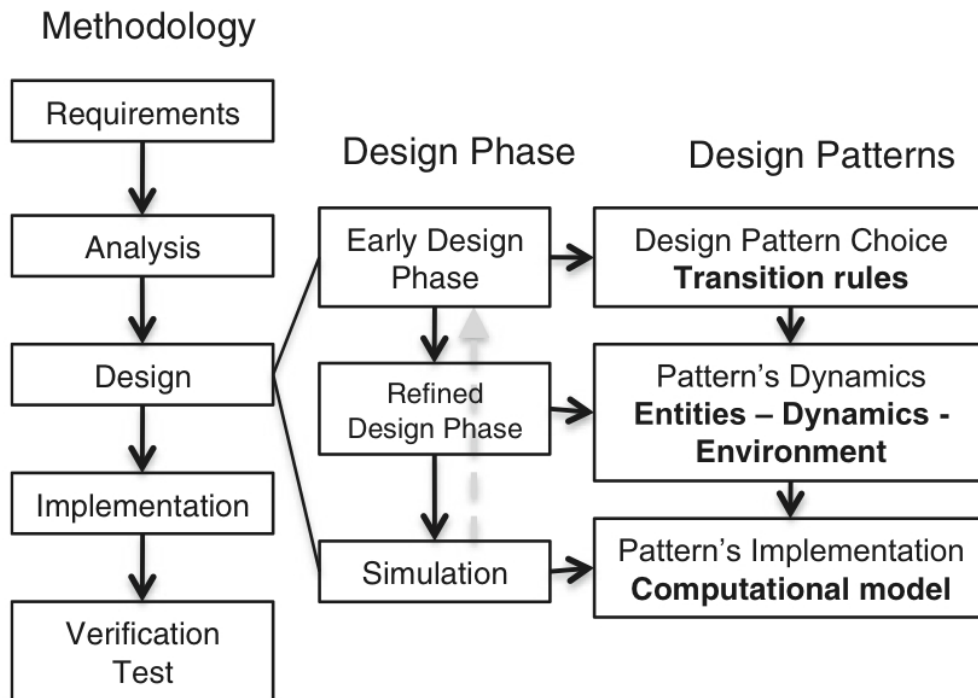 Methodology
Requirements
Analysis
Design
Implementation
Verification
Test
Design Phase
Early Design
Phase
Refined
Design Phase
Simulation
Design Patterns
Design Pattern Choice
Transition rules
Pattern’s Dynamics
Entities – Dynamics -
Environment
Pattern’s Implementation
Computational model